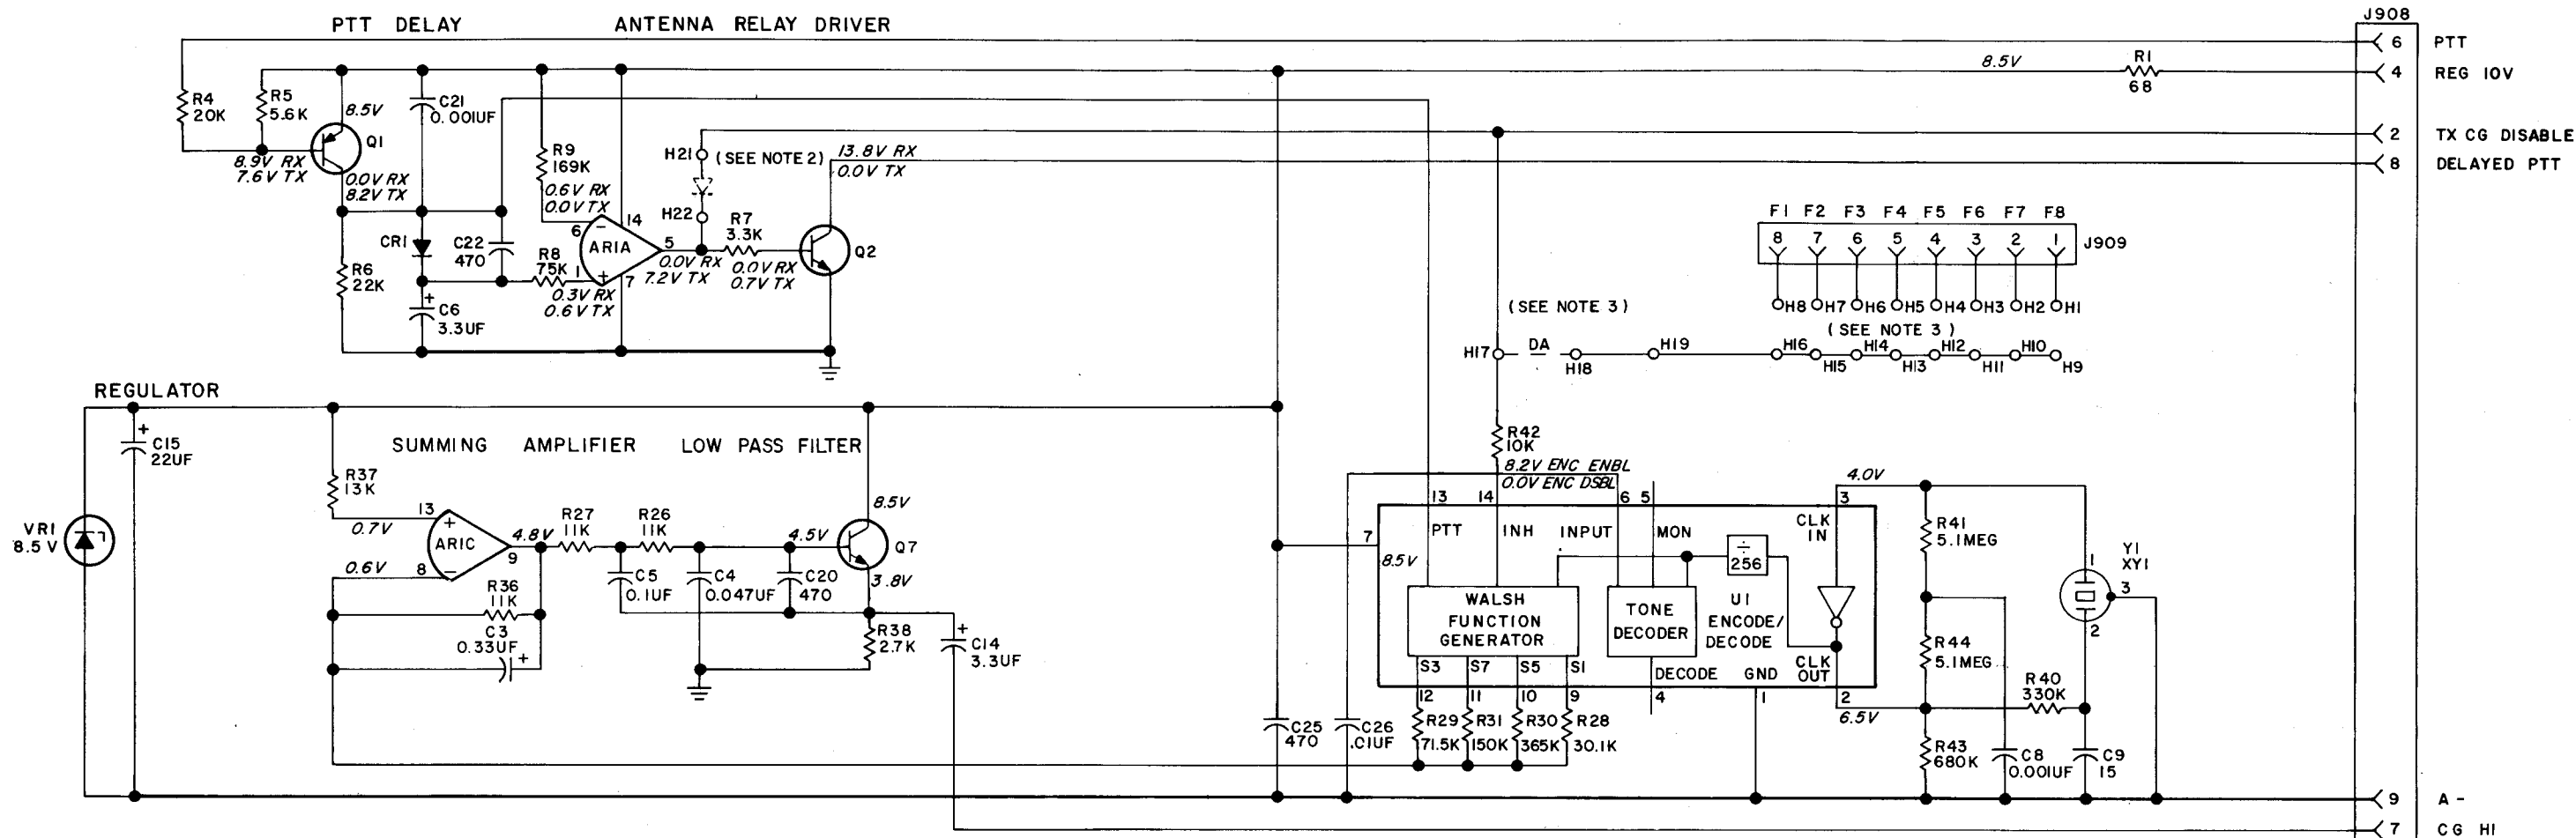 J908
PTT DELAY ANTENNA RELAY DRIVER
6 PTT
8.5V R1 68
4 REG 10V
R4 20K
R5 5.6K
8.5V
C21 0.001UF
Q1
8.9V RX
7.6V TX
0.0V RX
8.2V TX
R9 169K
0.6V RX
0.0V TX
H21 (SEE NOTE 2)
13.8V RX
0.0V TX
2 TX CG DISABLE
8 DELAYED PTT
H22
R7 3.3K
14
6 -
AR1A
5
0.0V RX
7.2V TX
0.0V RX
0.7V TX
Q2
CR1
C22 470
R8 75K
1 +
7
0.3V RX
0.6V TX
R6 22K
+
C6 3.3UF
F1 F2 F3 F4 F5 F6 F7 F8
8 7 6 5 4 3 2 1
J909
H8 H7 H6 H5 H4 H3 H2 H1
(SEE NOTE 3)
(SEE NOTE 3)
H17 DA H18 H19 H16 H15 H14 H13 H12 H11 H10 H9
REGULATOR
+
C15 22UF
SUMMING AMPLIFIER LOW PASS FILTER
VR1
8.5V
R37 13K
13 +
0.7V
AR1C
4.8V
9
0.6V
8 -
R27 11K
R26 11K
4.5V
8.5V
Q7
3.8V
R36 11K
C3 0.33UF
+
C5 0.1UF
C4 0.047UF
C20 470
R38 2.7K
+
C14 3.3UF
R42 10K
8.2V ENC ENBL
0.0V ENC DSBL
4.0V
13 14 6 5 3
7
8.5V
PTT INH INPUT MON CLK IN
÷ 256
WALSH FUNCTION GENERATOR
TONE DECODER
U1 ENCODE/ DECODE
S3 S7 S5 S1
DECODE GND CLK OUT
12 11 10 9 4 1 2
6.5V
R41 5.1MEG
R44 5.1MEG
R40 330K
R43 680K
Y1
XY1
1
3
2
C25 470
C26 .01UF
R29 71.5K
R31 150K
R30 365K
R28 30.1K
C8 0.001UF
C9 15
9 A-
7 CG HI